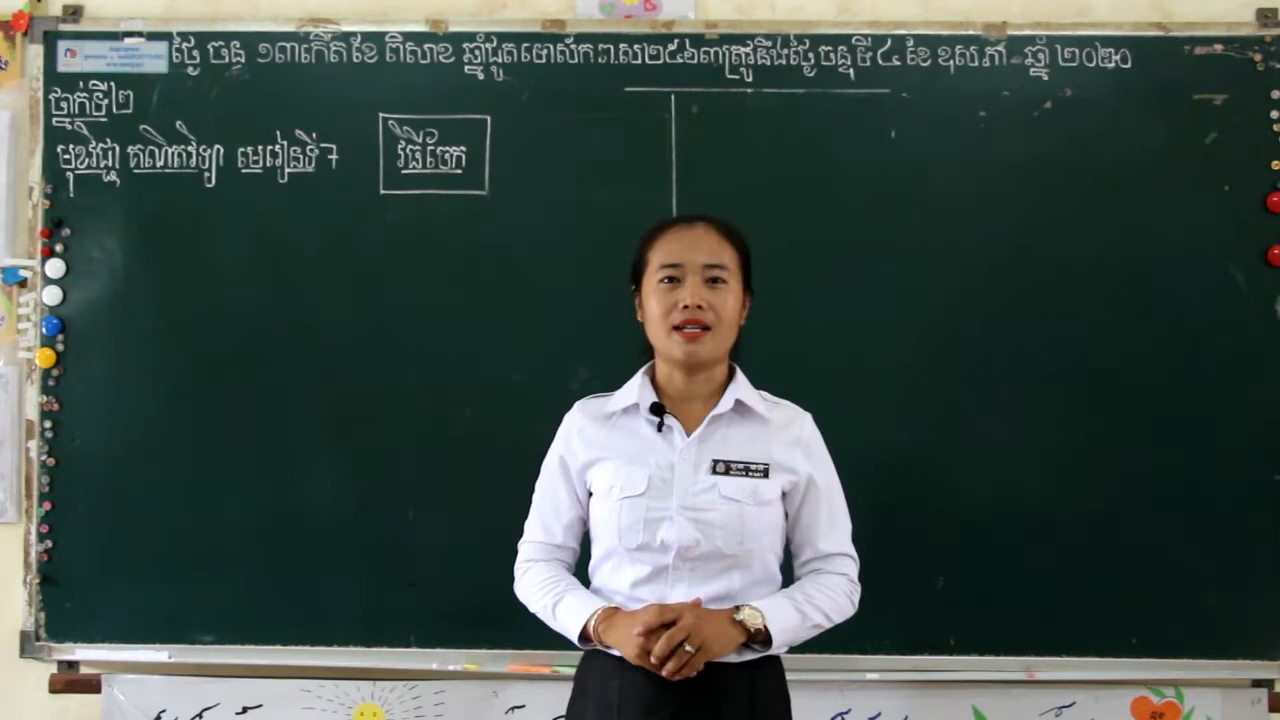 ថ្ងៃ ចន្ទ ១៣កើត ខែ ពិសាខ ឆ្នាំជូត ទោស័ក ព.ស២៥៦៣ត្រូវនឹងថ្ងៃ ចន្ទ ទី ៤ ខែ ឧសភា ឆ្នាំ ២០២០
ថ្នាក់ទី២
មុខវិជ្ជា គណិតវិទ្យា មេរៀនទី�7
វិធីចែក